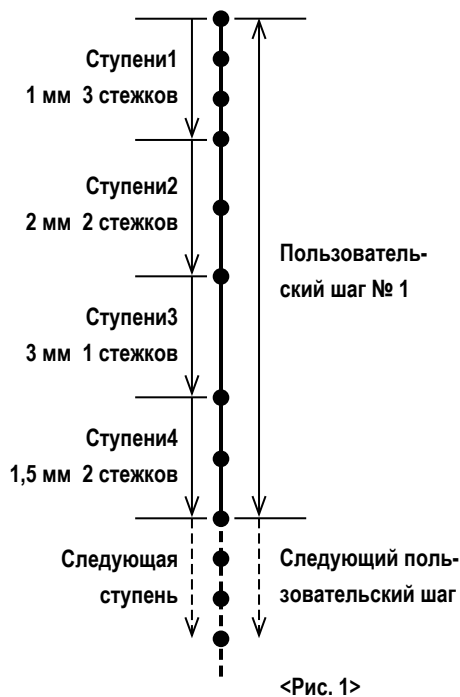 Ступени1
1 мм 3 стежков
Ступени2
2 мм 2 стежков
Пользователь-
ский шаг № 1
Ступени3
3 мм 1 стежков
Ступени4
1,5 мм 2 стежков
Следующая
ступень
Следующий поль-
зовательский шаг
<Рис. 1>